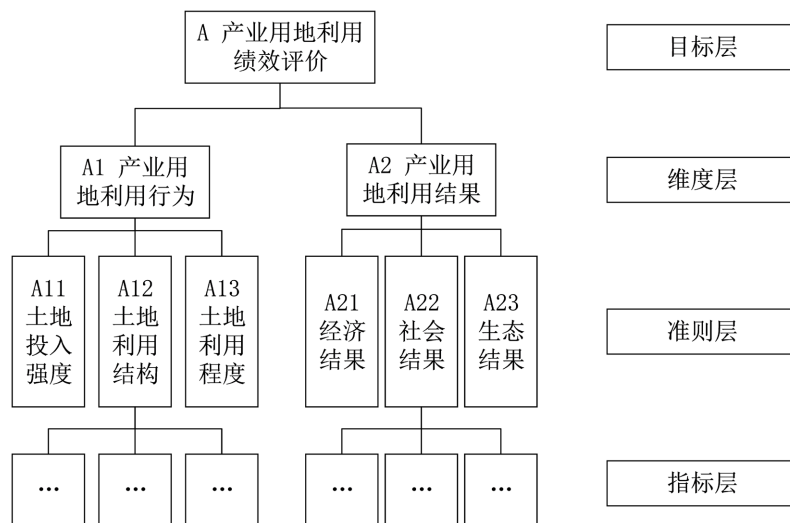 A 产业用地利用
绩效评价
目标层
A1 产业用
地利用行为
A2 产业用
地利用结果
维度层
A11
土地
投入
强度
A12
土地
利用
结构
A13
土地
利用
程度
A21
经济
结果
A22
社会
结果
A23
生态
结果
准则层
…
…
…
…
…
…
指标层